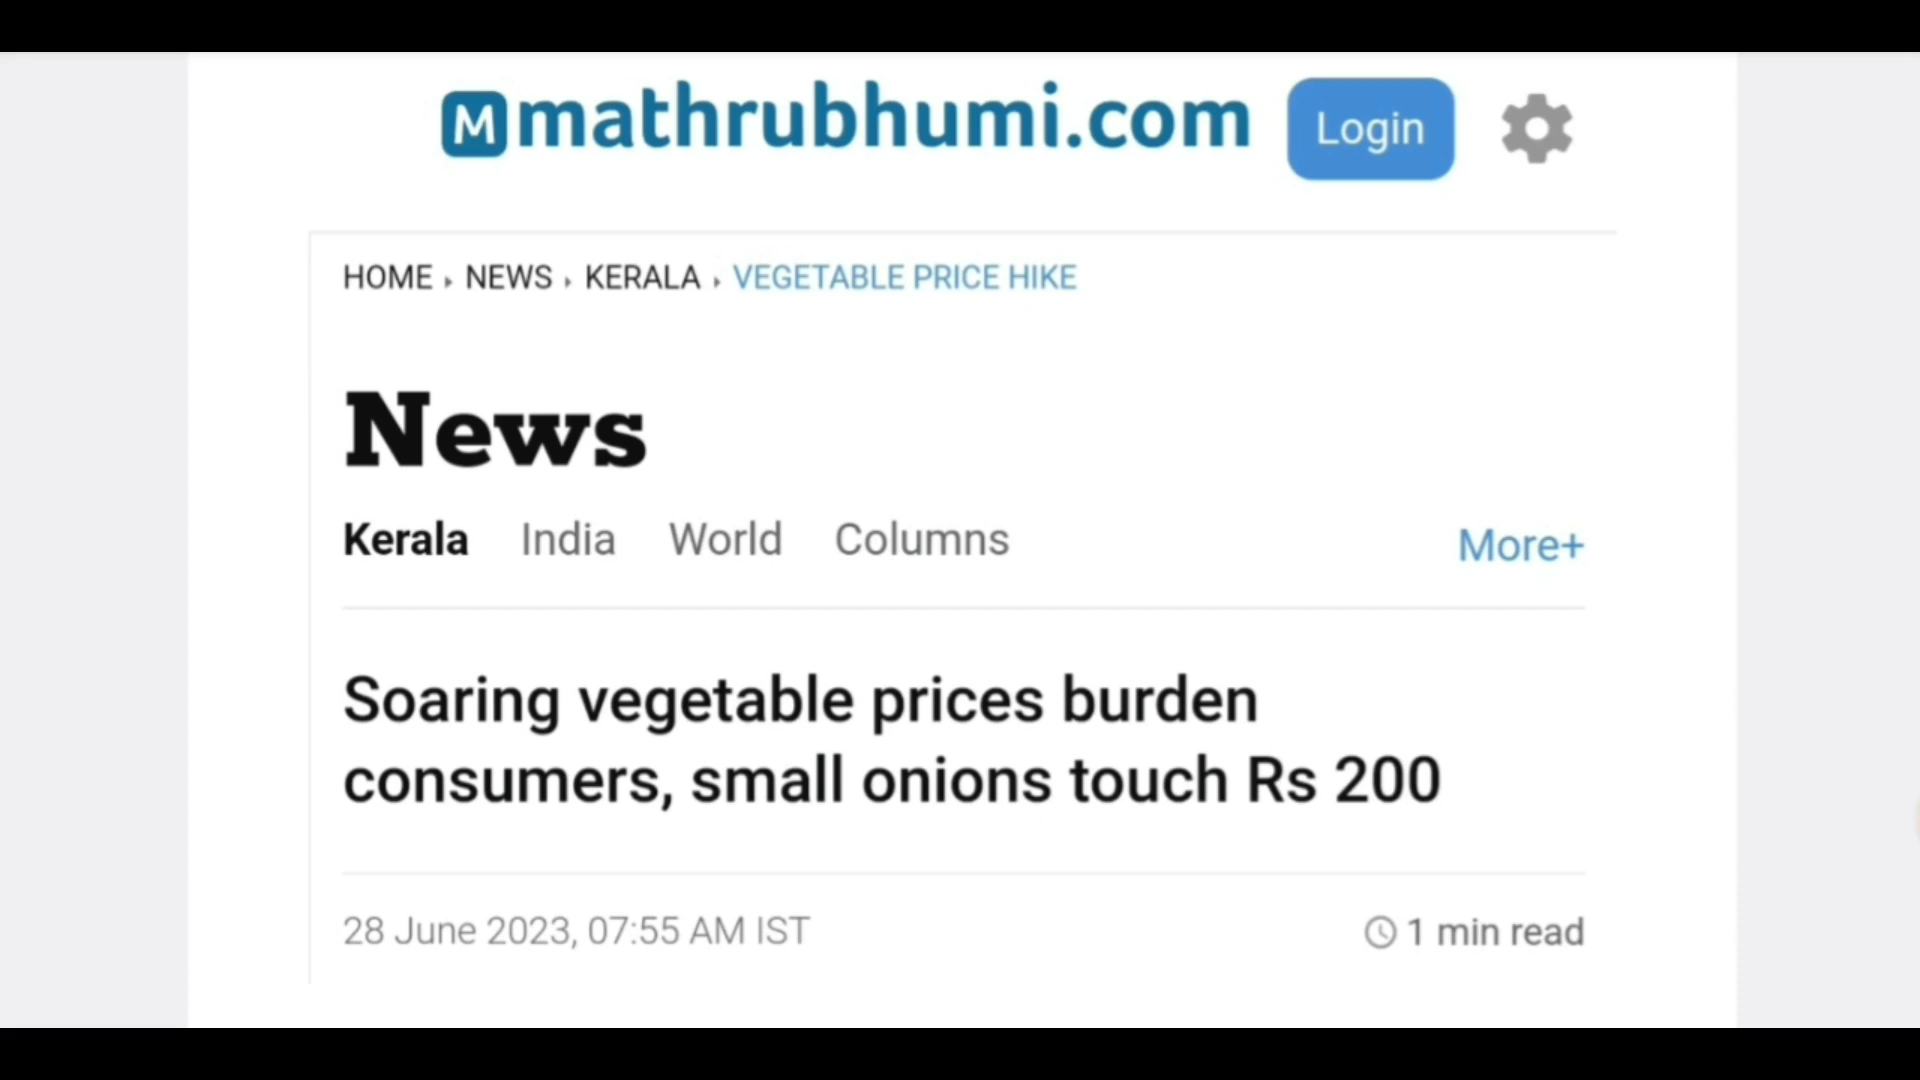 M mathrubhumi.com Login
HOME ▸ NEWS ▸ KERALA ▸ VEGETABLE PRICE HIKE
News
Kerala India World Columns More+
Soaring vegetable prices burden
consumers, small onions touch Rs 200
28 June 2023, 07:55 AM IST 1 min read